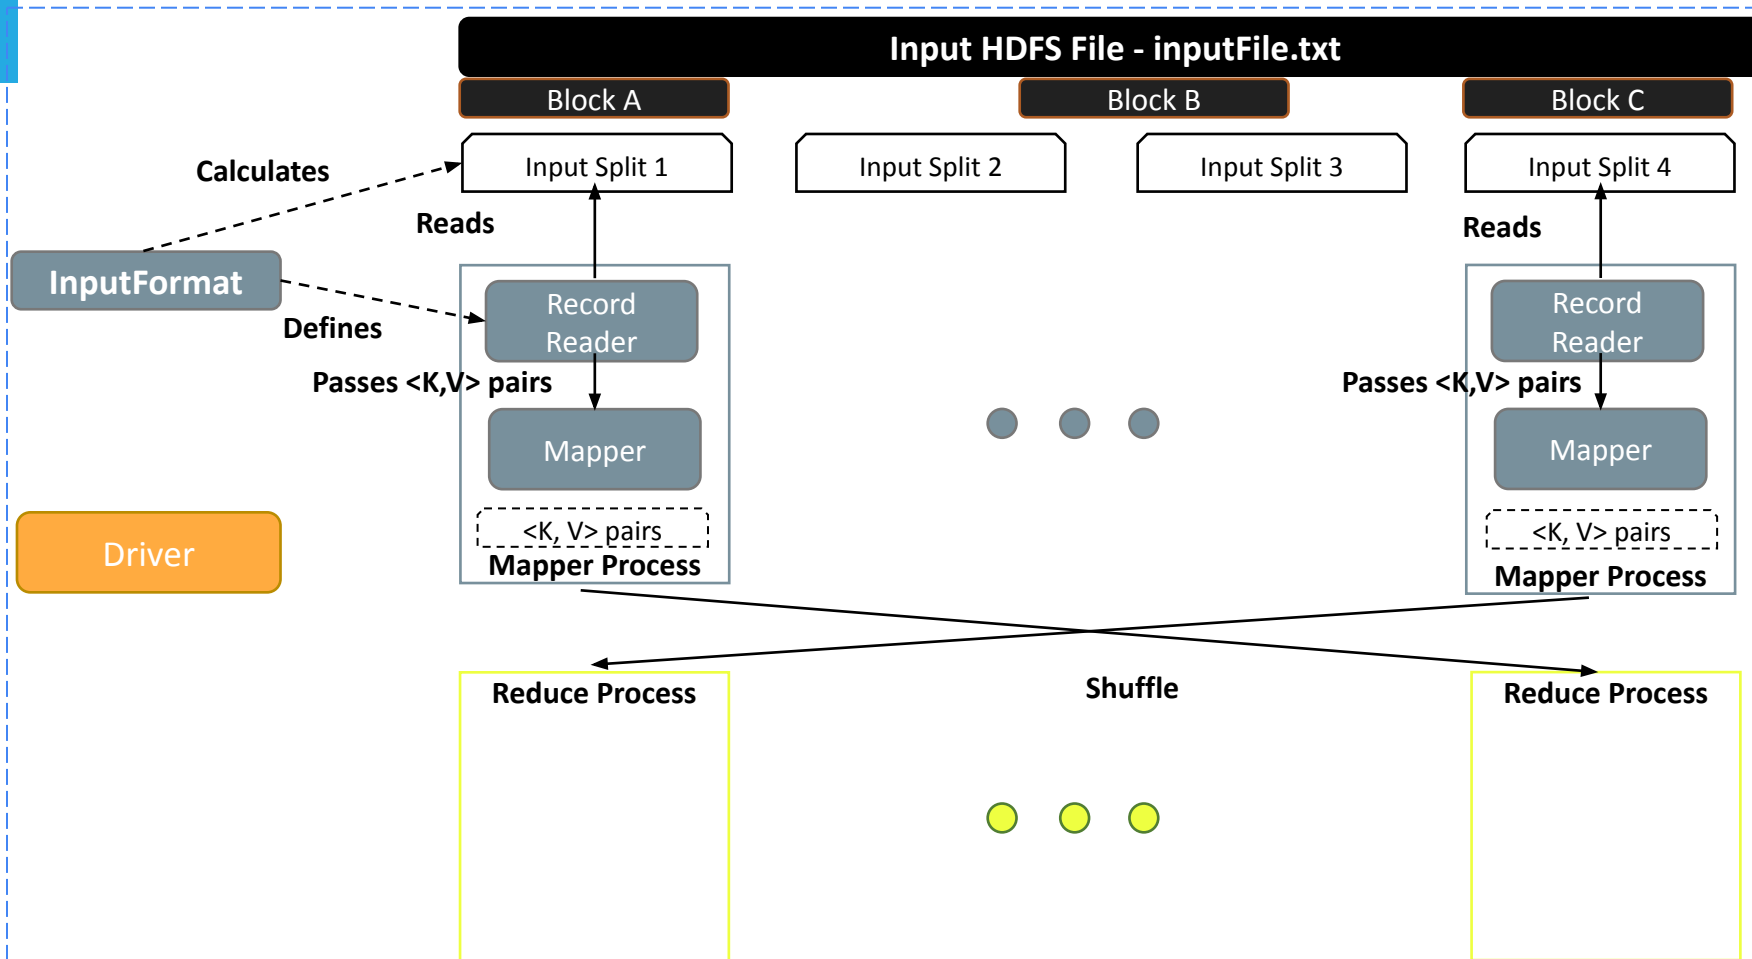 Input HDFS File - inputFile.txt
Block A
Block B
Block C
Calculates
Input Split 1
Input Split 2
Input Split 3
Input Split 4
Reads
Reads
InputFormat
Defines
Record
Reader
Record
Reader
Passes <K,V> pairs
Passes <K,V> pairs
Mapper
Mapper
Driver
<K, V> pairs
<K, V> pairs
Mapper Process
Mapper Process
Reduce Process
Shuffle
Reduce Process